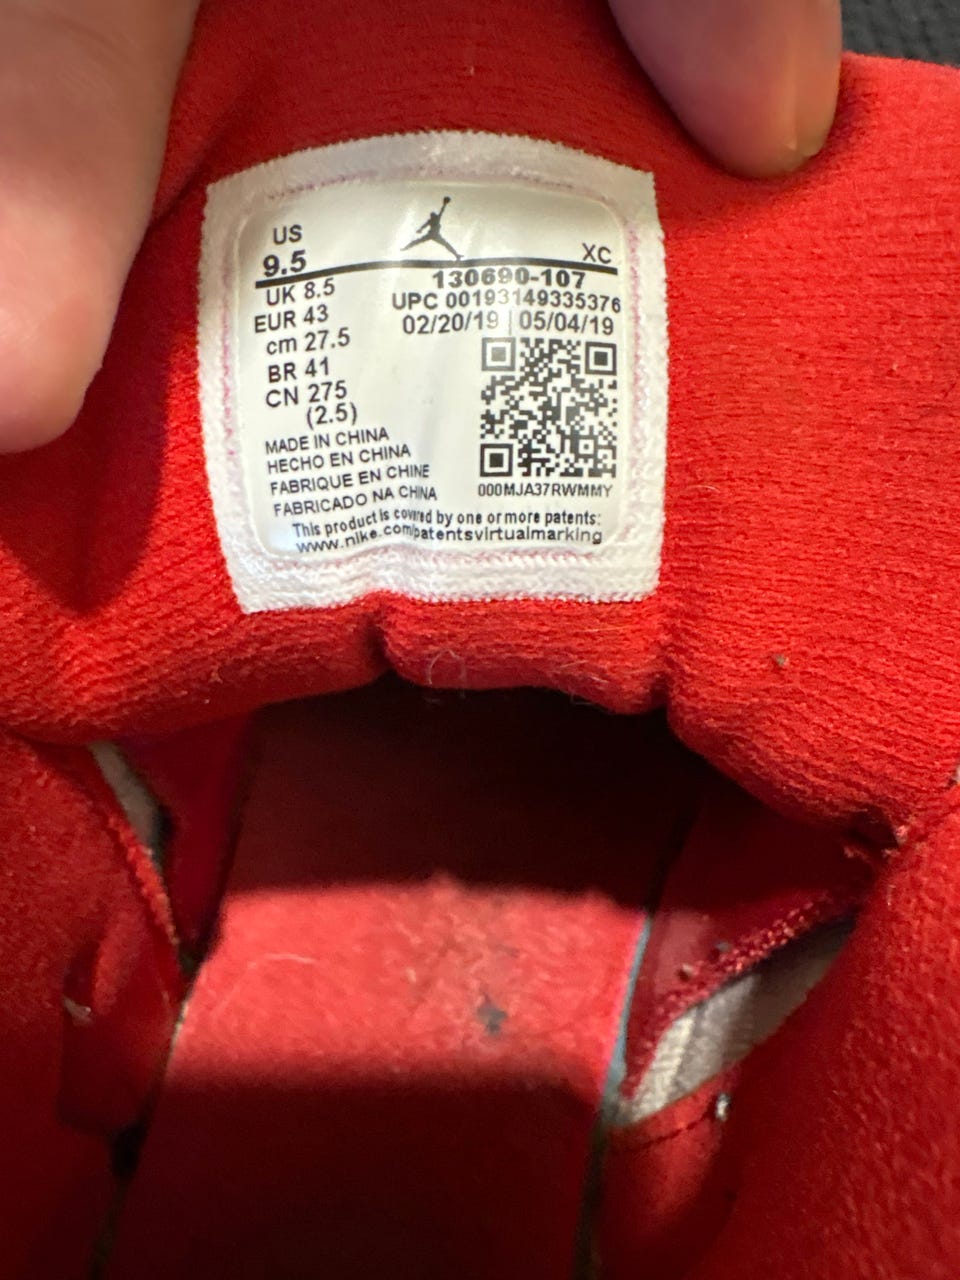 US
9.5
XC
130690-107
UPC 00193149335376
02/20/19 | 05/04/19
UK 8.5
EUR 43
cm 27.5
BR 41
CN 275
(2.5)
MADE IN CHINA
HECHO EN CHINA
FABRIQUE EN CHINE
FABRICADO NA CHINA
000MJA37RWMMY
This product is covered by one or more patents:
www.nike.com/patentsvirtualmarking